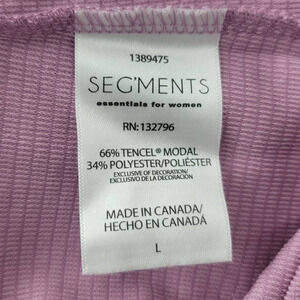 1389475
SEG'MENTS
essentials for women
RN:132796
66% TENCEL® MODAL
34% POLYESTER/POLIÉSTER
EXCLUSIVE OF DECORATION/
EXCLUSIVO DE LA DECORACIÓN
MADE IN CANADA/
HECHO EN CANADÁ
L